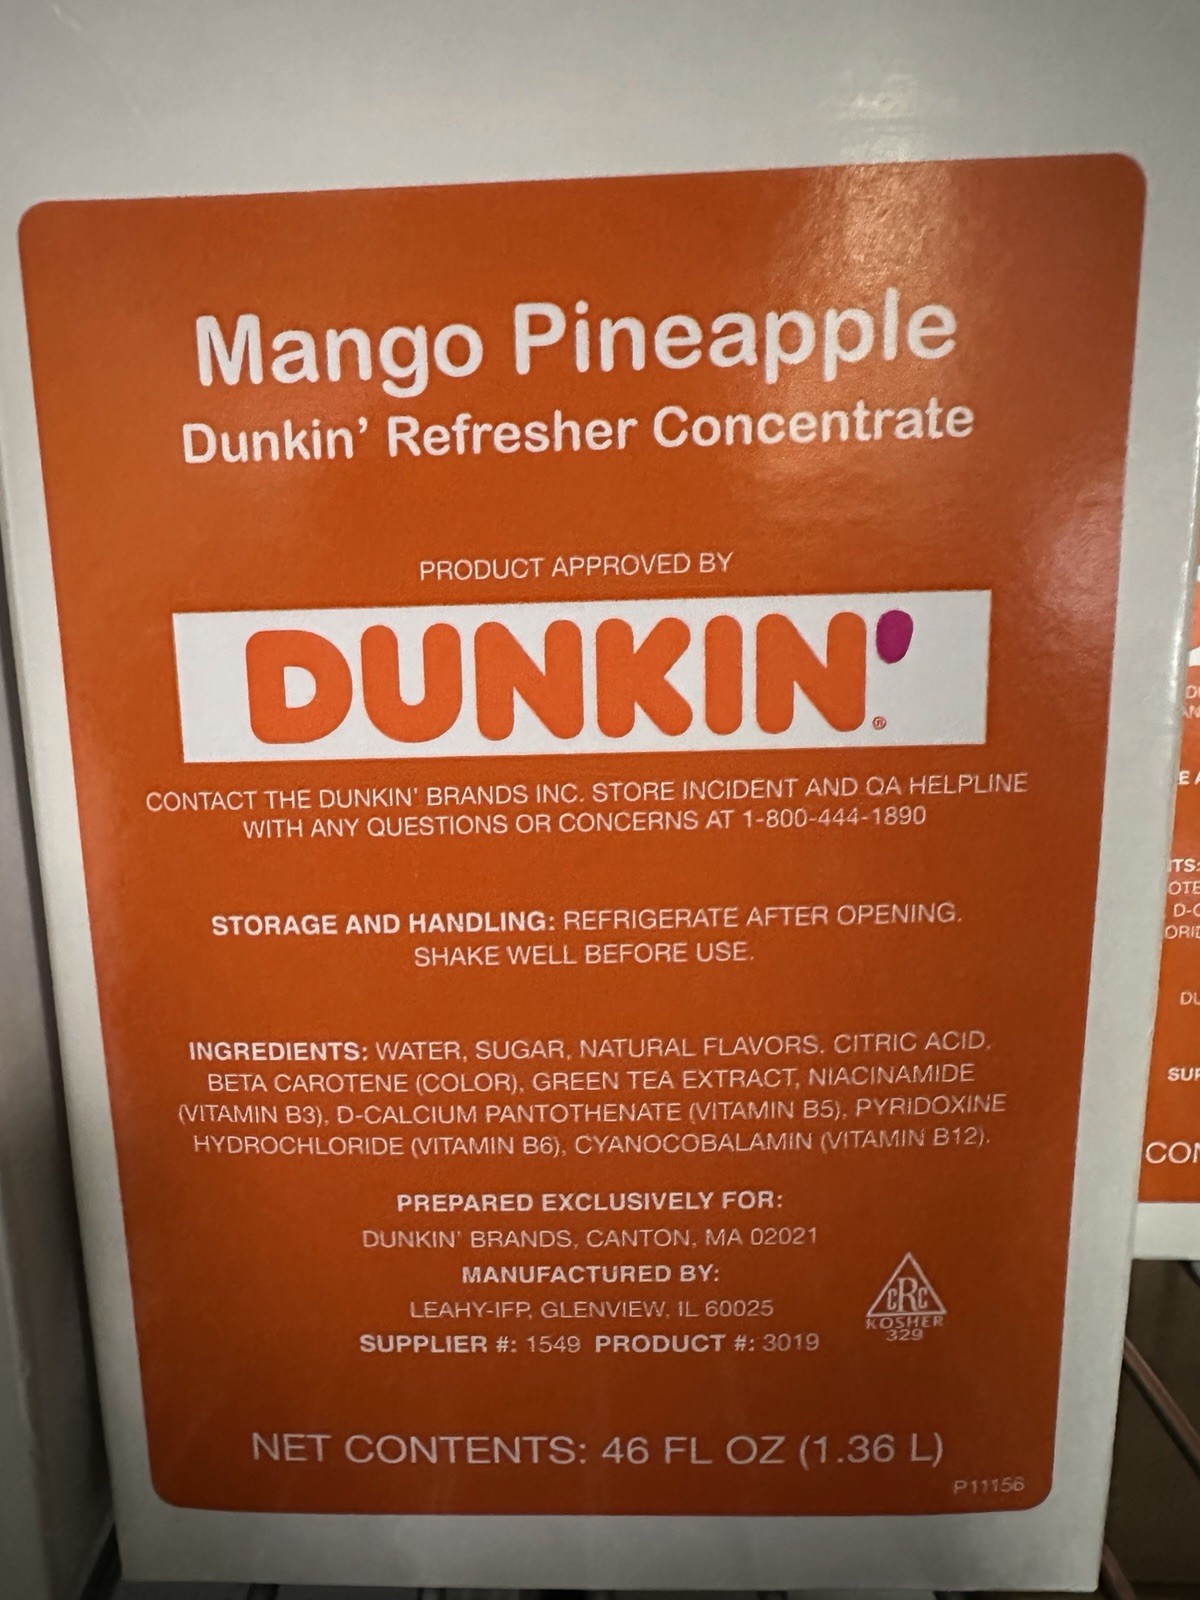 Mango Pineapple
Dunkin' Refresher Concentrate
PRODUCT APPROVED BY
DUNKIN'®
CONTACT THE DUNKIN' BRANDS INC. STORE INCIDENT AND QA HELPLINE
WITH ANY QUESTIONS OR CONCERNS AT 1-800-444-1890
STORAGE AND HANDLING: REFRIGERATE AFTER OPENING.
SHAKE WELL BEFORE USE.
INGREDIENTS: WATER, SUGAR, NATURAL FLAVORS, CITRIC ACID,
BETA CAROTENE (COLOR), GREEN TEA EXTRACT, NIACINAMIDE
(VITAMIN B3), D-CALCIUM PANTOTHENATE (VITAMIN B5), PYRIDOXINE
HYDROCHLORIDE (VITAMIN B6), CYANOCOBALAMIN (VITAMIN B12).
PREPARED EXCLUSIVELY FOR:
DUNKIN' BRANDS, CANTON, MA 02021
MANUFACTURED BY:
LEAHY-IFP, GLENVIEW, IL 60025
SUPPLIER #: 1549 PRODUCT #: 3019
cRc
KOSHER
329
NET CONTENTS: 46 FL OZ (1.36 L)
P11156